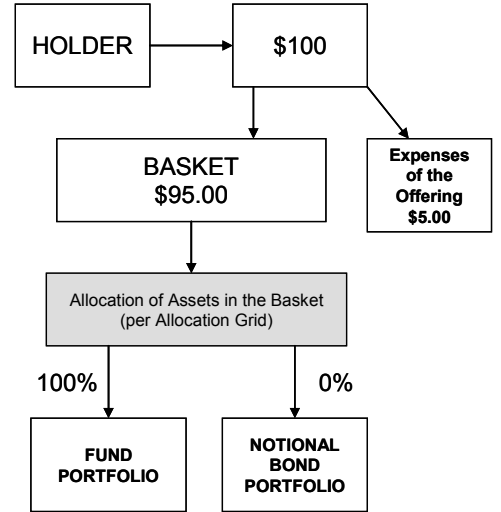 HOLDER
$100
BASKET
$95.00
Expenses
of the
Offering
$5.00
Allocation of Assets in the Basket
(per Allocation Grid)
100%
0%
FUND
PORTFOLIO
NOTIONAL
BOND
PORTFOLIO